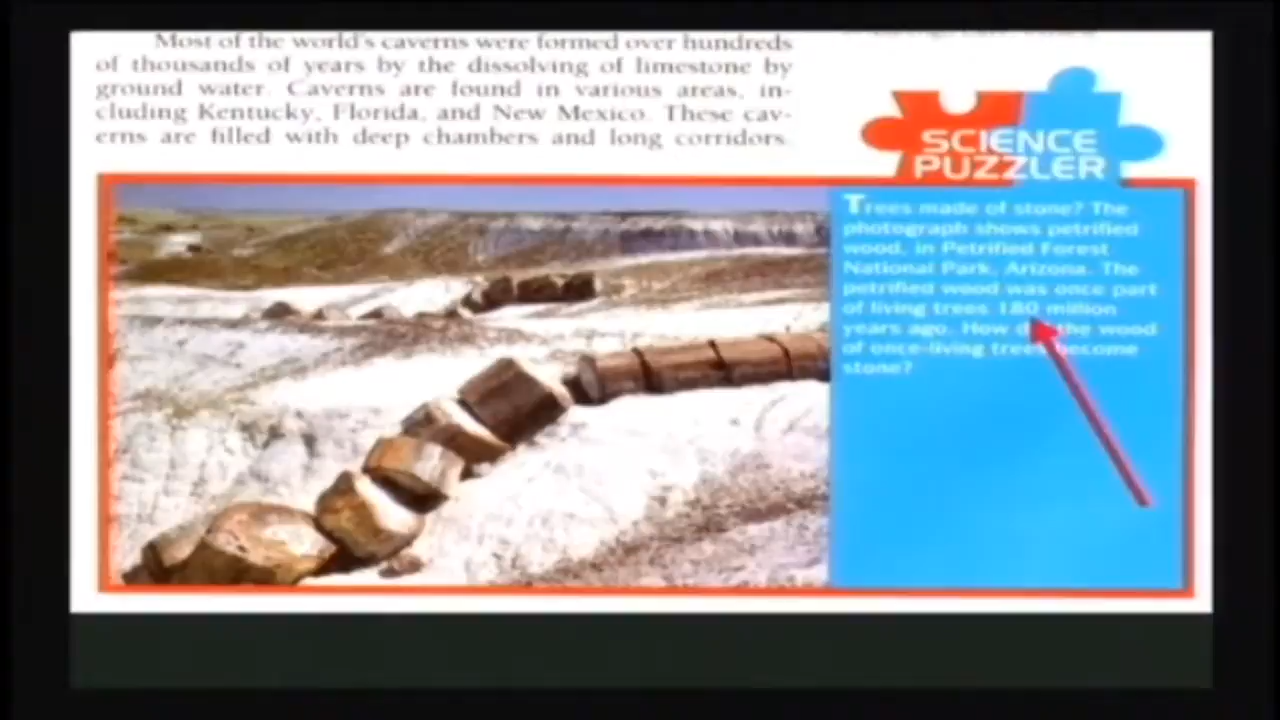 Most of the world's caverns were formed over hundreds
of thousands of years by the dissolving of limestone by
ground water. Caverns are found in various areas, in-
cluding Kentucky, Florida, and New Mexico. These cav-
erns are filled with deep chambers and long corridors.
SCIENCE
PUZZLER
Trees made of stone? The
photograph shows petrified
wood, in Petrified Forest
National Park, Arizona. The
petrified wood was once part
of living trees 180 million
years ago. How the wood
of once-living trees become
stone?